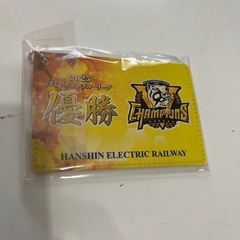 2025
優勝
CHAMPIONS
HANSHIN ELECTRIC RAILWAY